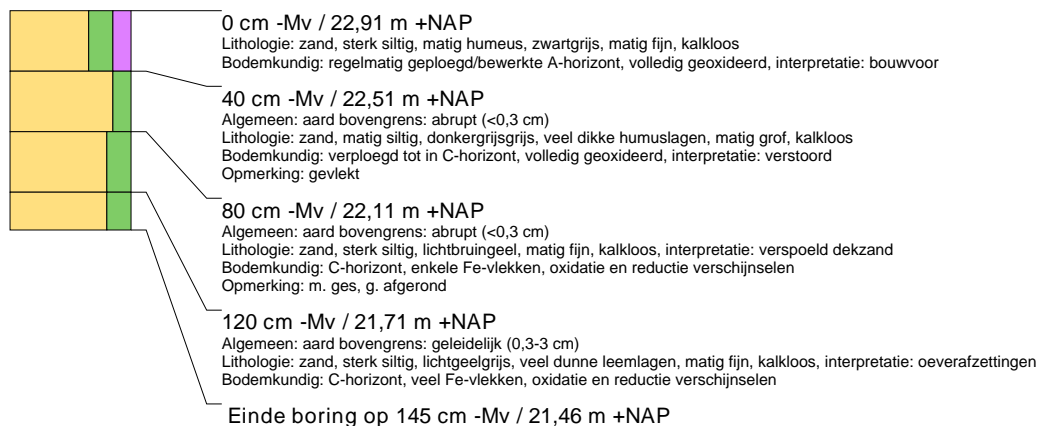 0 cm -Mv / 22,91 m +NAP
Lithologie: zand, sterk siltig, matig humeus, zwartgrijs, matig fijn, kalkloos
Bodemkundig: regelmatig geploegd/bewerkte A-horizont, volledig geoxideerd, interpretatie: bouwvoor
40 cm -Mv / 22,51 m +NAP
Algemeen: aard bovengrens: abrupt (<0,3 cm)
Lithologie: zand, matig siltig, donkergrijsgrijs, veel dikke humuslagen, matig grof, kalkloos
Bodemkundig: verploegd tot in C-horizont, volledig geoxideerd, interpretatie: verstoord
Opmerking: gevlekt
80 cm -Mv / 22,11 m +NAP
Algemeen: aard bovengrens: abrupt (<0,3 cm)
Lithologie: zand, sterk siltig, lichtbruingeel, matig fijn, kalkloos, interpretatie: verspoeld dekzand
Bodemkundig: C-horizont, enkele Fe-vlekken, oxidatie en reductie verschijnselen
Opmerking: m. ges, g. afgerond
120 cm -Mv / 21,71 m +NAP
Algemeen: aard bovengrens: geleidelijk (0,3-3 cm)
Lithologie: zand, sterk siltig, lichtgeelgrijs, veel dunne leemlagen, matig fijn, kalkloos, interpretatie: oeverafzettingen
Bodemkundig: C-horizont, veel Fe-vlekken, oxidatie en reductie verschijnselen
Einde boring op 145 cm -Mv / 21,46 m +NAP